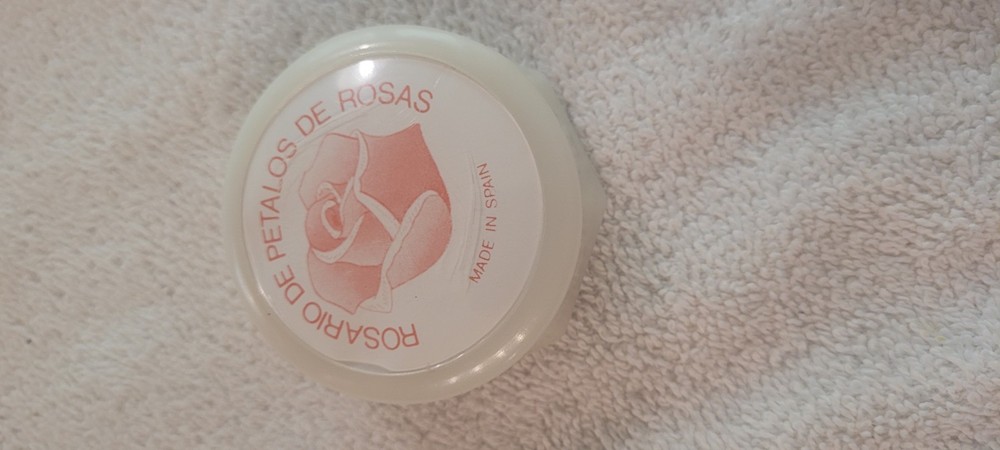 ROSARIO DE PETALOS DE ROSAS
MADE IN SPAIN